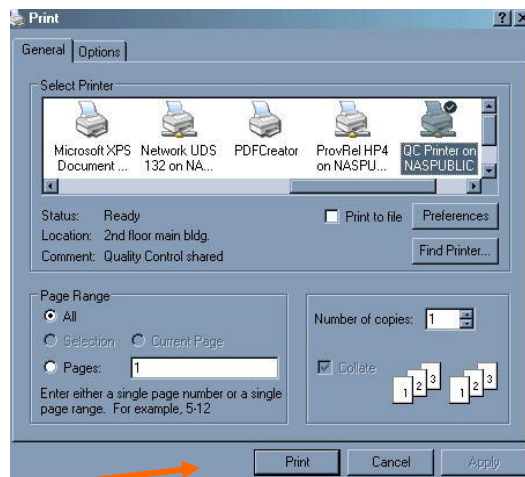 Print
General Options
Select Printer
Microsoft XPS Document ...
Network UDS 132 on NA...
PDFCreator
ProvRel HP4 on NASPU...
QC Printer on NASPUBLIC
Status: Ready
Print to file
Preferences
Location: 2nd floor main bldg.
Comment: Quality Control shared
Find Printer...
Page Range
All
Selection Current Page
Pages: 1
Enter either a single page number or a single
page range. For example, 5-12
Number of copies: 1
Collate
1 2 3 1 2 3
Print Cancel Apply